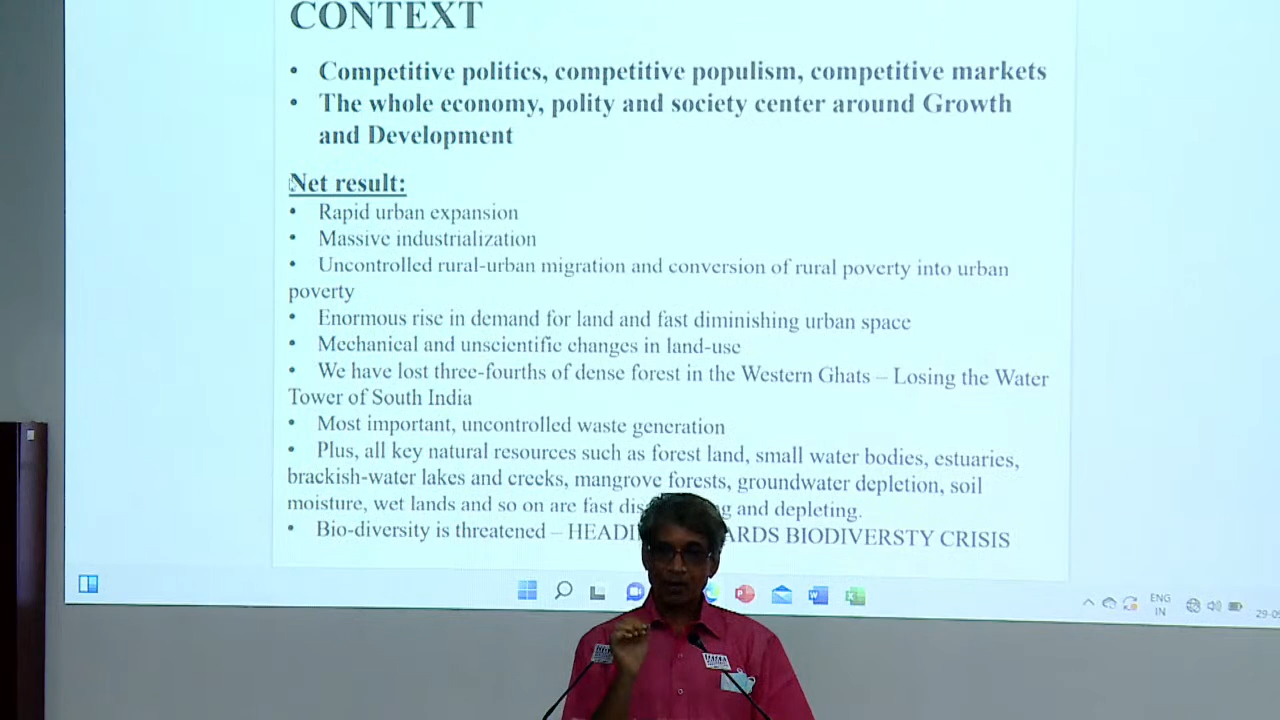 CONTEXT
• Competitive politics, competitive populism, competitive markets
• The whole economy, polity and society center around Growth
and Development
Net result:
• Rapid urban expansion
• Massive industrialization
• Uncontrolled rural-urban migration and conversion of rural poverty into urban
poverty
• Enormous rise in demand for land and fast diminishing urban space
• Mechanical and unscientific changes in land-use
• We have lost three-fourths of dense forest in the Western Ghats – Losing the Water
Tower of South India
• Most important, uncontrolled waste generation
• Plus, all key natural resources such as forest land, small water bodies, estuaries,
brackish-water lakes and creeks, mangrove forests, groundwater depletion, soil
moisture, wet lands and so on are fast and depleting.
• Bio-diversity is threatened – BIODIVERSTY CRISIS
ENG
IN